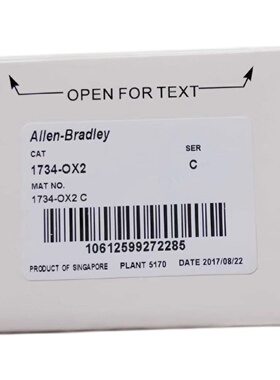 OPEN FOR TEXT
Allen-Bradley
CAT SER
1734-OX2 C
MAT NO.
1734-OX2 C
10612599272285
PRODUCT OF SINGAPORE PLANT 5170 DATE 2017/08/22